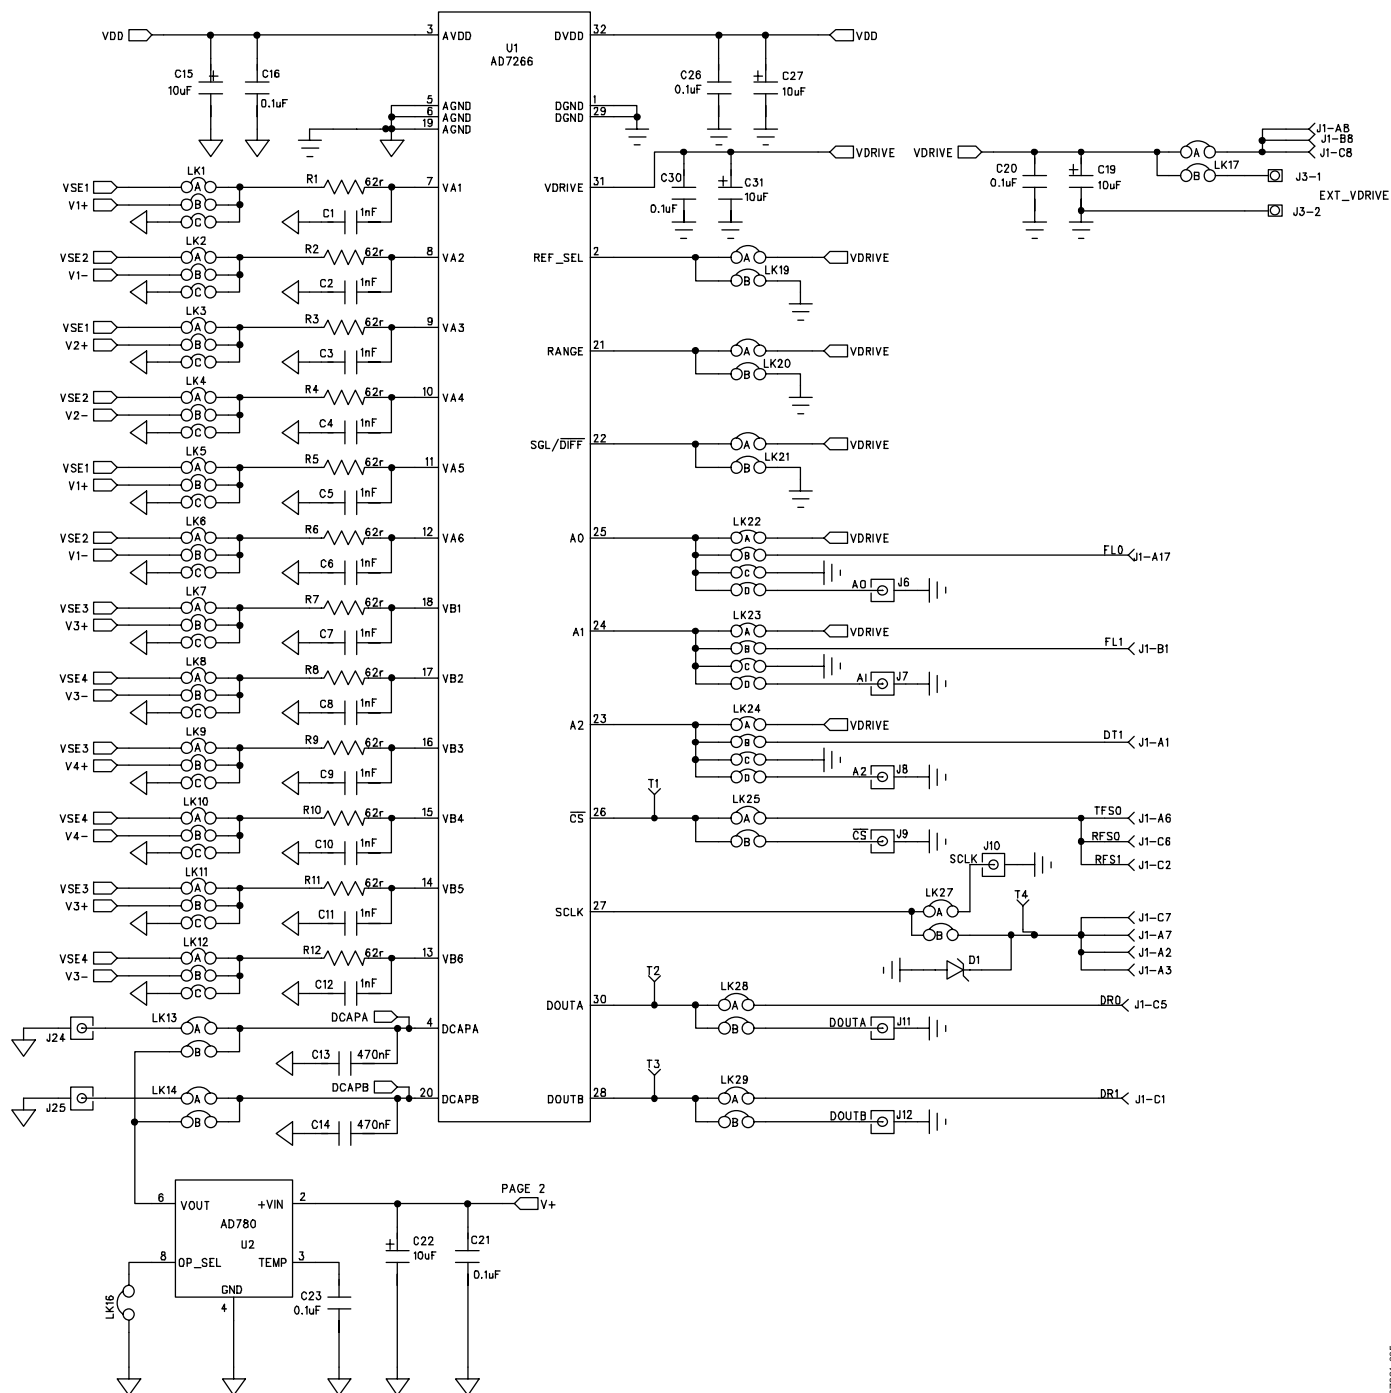 VDD
3 AVDD
U1
AD7266
DVDD 32
VDD
C15
10uF
+
C16
0.1uF
C26
0.1uF
+
C27
10uF
5 AGND
6 AGND
19 AGND
DGND 1
DGND 29
VDRIVE 31
C30
0.1uF
+
C31
10uF
VDRIVE
VDRIVE
C20
0.1uF
+
C19
10uF
A
B LK17
J1-A8
J1-B8
J1-C8
J3-1
EXT_VDRIVE
J3-2
LK1
VSE1 A R1 62r 7 VA1
V1+ B
C C1 1nF
LK2
VSE2 A R2 62r 8 VA2
V1- B
C C2 1nF
LK3
VSE1 A R3 62r 9 VA3
V2+ B
C C3 1nF
LK4
VSE2 A R4 62r 10 VA4
V2- B
C C4 1nF
LK5
VSE1 A R5 62r 11 VA5
V1+ B
C C5 1nF
LK6
VSE2 A R6 62r 12 VA6
V1- B
C C6 1nF
LK7
VSE3 A R7 62r 18 VB1
V3+ B
C C7 1nF
LK8
VSE4 A R8 62r 17 VB2
V3- B
C C8 1nF
LK9
VSE3 A R9 62r 16 VB3
V4+ B
C C9 1nF
LK10
VSE4 A R10 62r 15 VB4
V4- B
C C10 1nF
LK11
VSE3 A R11 62r 14 VB5
V3+ B
C C11 1nF
LK12
VSE4 A R12 62r 13 VB6
V3- B
C C12 1nF
REF_SEL 2 A VDRIVE
B LK19
RANGE 21 A VDRIVE
B LK20
SGL/DIFF 22 A VDRIVE
B LK21
LK22
A0 25 A VDRIVE
B FL0 J1-A17
C
D A0 J6
LK23
A1 24 A VDRIVE
B FL1 J1-B1
C
D A1 J7
LK24
A2 23 A VDRIVE
B DT1 J1-A1
C
D A2 J8
T1
LK25
CS 26 A TFS0 J1-A6
B CS J9 RFS0 J1-C6
RFS1 J1-C2
SCLK J10
LK27
T4
SCLK 27 A
B
J1-C7
J1-A7
J1-A2
J1-A3
D1
T2
LK28
DOUTA 30 A DR0 J1-C5
B DOUTA J11
T3
LK29
DOUTB 28 A DR1 J1-C1
B DOUTB J12
LK13 DCAPA
J24 A 4 DCAPA
B
C13 470nF
LK14 DCAPB
J25 A 20 DCAPB
B
C14 470nF
PAGE 2
6 VOUT +VIN 2 V+
AD780
U2
8 OP_SEL TEMP 3
GND
4
LK16
C23
0.1uF
+
C22
10uF
C21
0.1uF